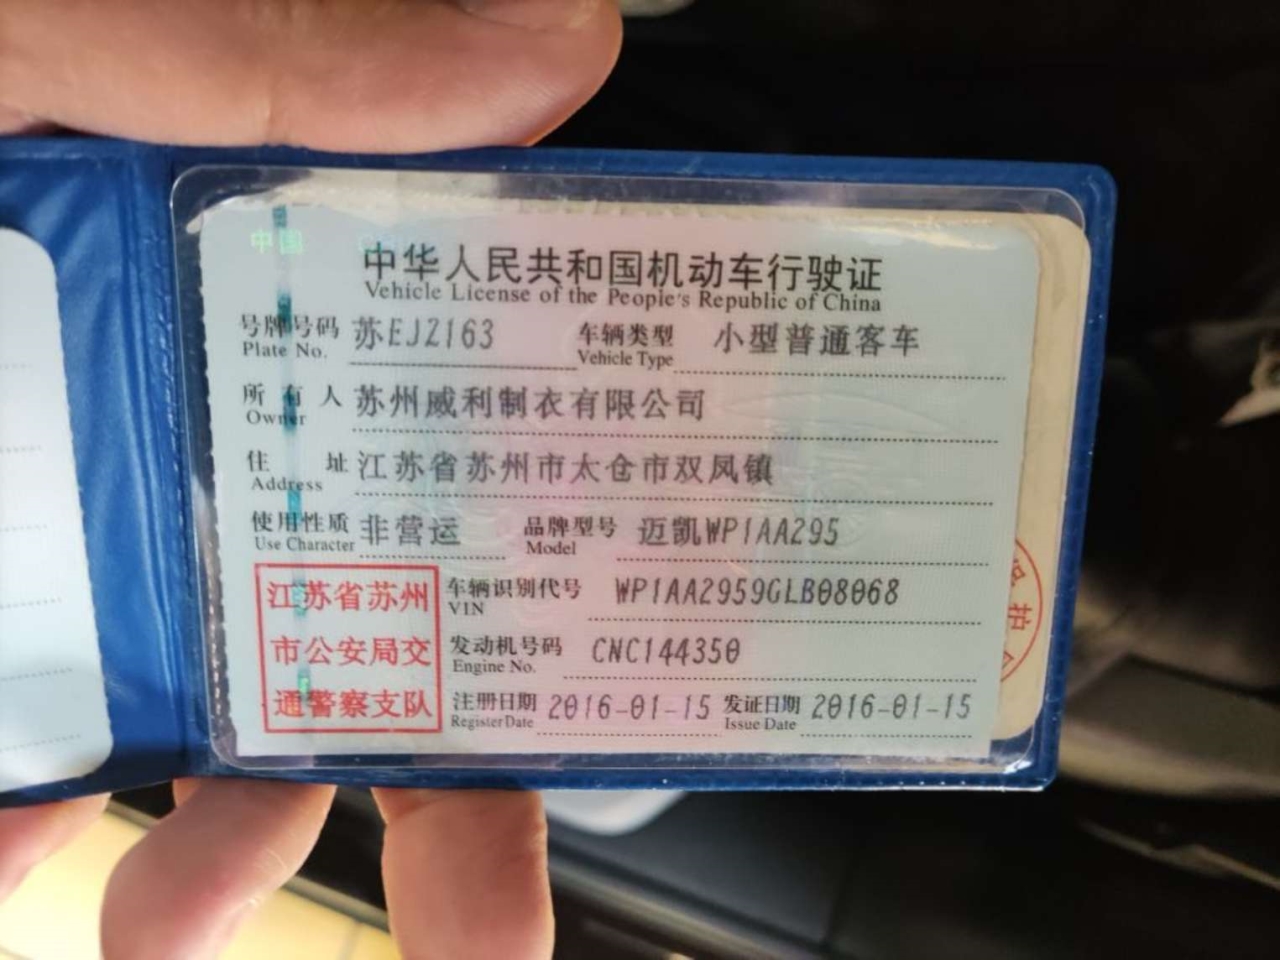 中国
中华人民共和国机动车行驶证
Vehicle License of the People's Republic of China
号牌号码 苏EJZ163 车辆类型 小型普通客车
Plate No. Vehicle Type
所有人 苏州威利制衣有限公司
Owner
住址 江苏省苏州市太仓市双凤镇
Address
使用性质 非营运 品牌型号 迈凯WP1AA295
Use Character Model
江苏省苏州
市公安局交
通警察支队
车辆识别代号 WP1AA2959GLB08068
VIN
发动机号码 CNC144350
Engine No.
注册日期 2016-01-15 发证日期 2016-01-15
Register Date Issue Date
保护